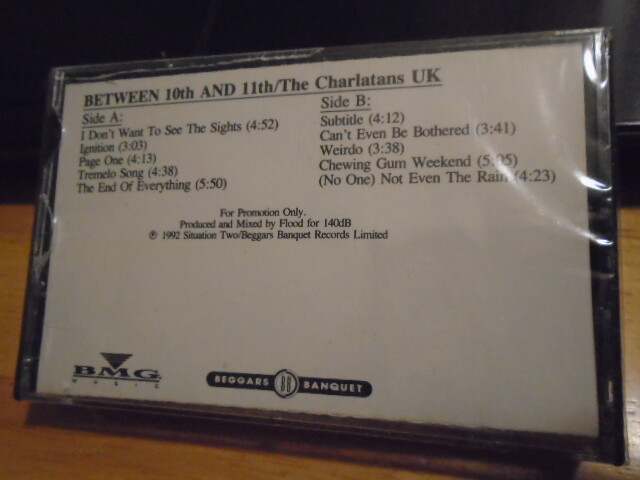 BETWEEN 10th AND 11th/The Charlatans UK
Side A:
I Don't Want To See The Sights (4:52)
Ignition (3:03)
Page One (4:13)
Tremelo Song (4:38)
The End Of Everything (5:50)
Side B:
Subtitle (4:12)
Can't Even Be Bothered (3:41)
Weirdo (3:38)
Chewing Gum Weekend (5:05)
(No One) Not Even The Rain (4:23)
For Promotion Only.
Produced and Mixed by Flood for 140dB
℗ 1992 Situation Two/Beggars Banquet Records Limited
BMG
MUSIC
BEGGARS BB BANQUET